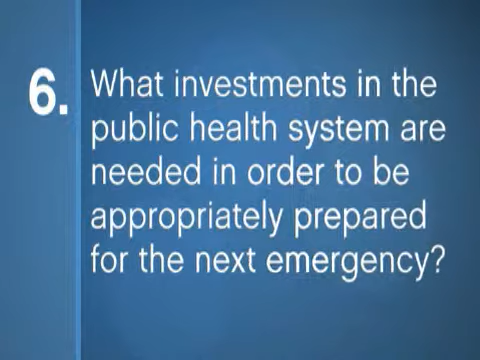 6. What investments in the
public health system are
needed in order to be
appropriately prepared
for the next emergency?